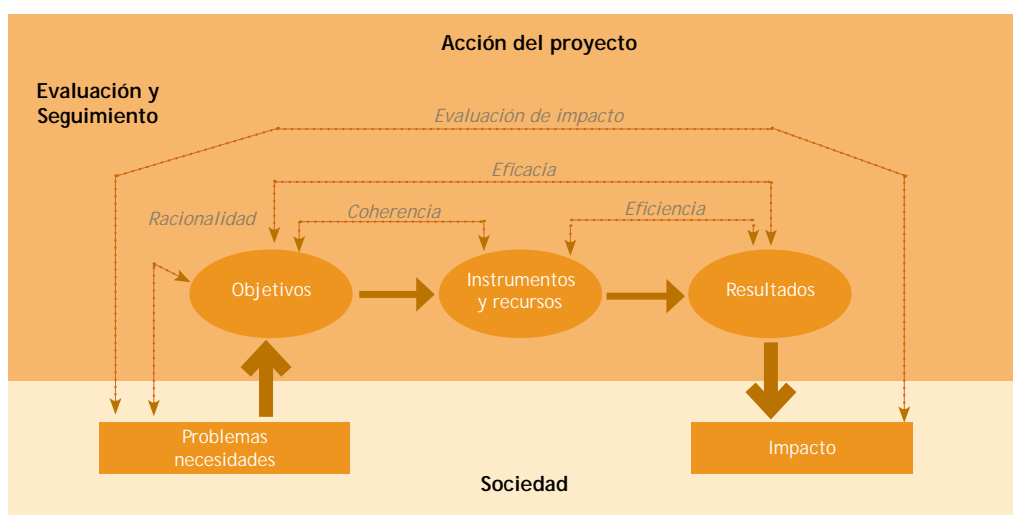 Acción del proyecto
Evaluación y
Seguimiento
Evaluación de impacto
Eficacia
Racionalidad
Coherencia
Eficiencia
Objetivos
Instrumentos
y recursos
Resultados
Problemas
necesidades
Impacto
Sociedad